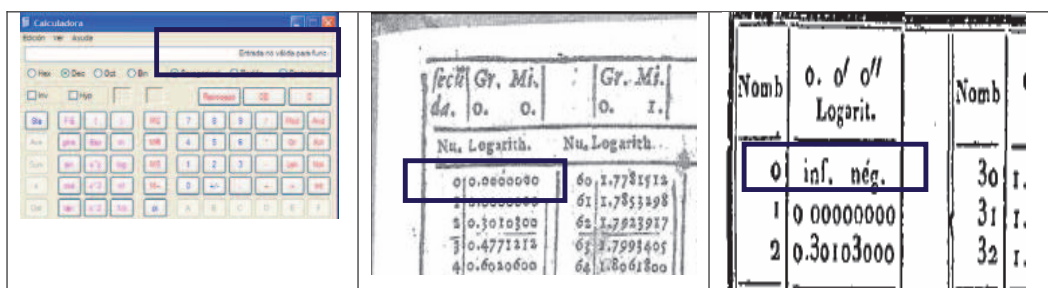 Calculadora
Edición Ver Ayuda
Entrada no válida para func
Hex Dec Oct Bin
Inv Hyp
Retroceso CE C
Sta F-E ( ) MC 7 8 9 / Mod And
Ave dms Exp ln MR 4 5 6 * Or Xor
Sum sin x^y log MS 1 2 3 - Lsh Not
s cos x^3 n! M+ 0 +/- . + = Int
Dat tan x^2 1/x pi A B C D E F
Gr. Mi. Gr. Mi.
da. 0. 0. 0. 1.
Nu. Logarith. Nu. Logarith.
0 0.0000000 60 1.7781512
1 0.0000000 61 1.7853298
2 0.3010300 62 1.7923917
3 0.4771212 63 1.7993405
4 0.6020600 64 1.8061800
Nomb 0. 0′ 0″ Nomb
Logarit.
0 inf. nég. 30 1.
1 0 00000000 31 1.
2 0.30103000 32 1.